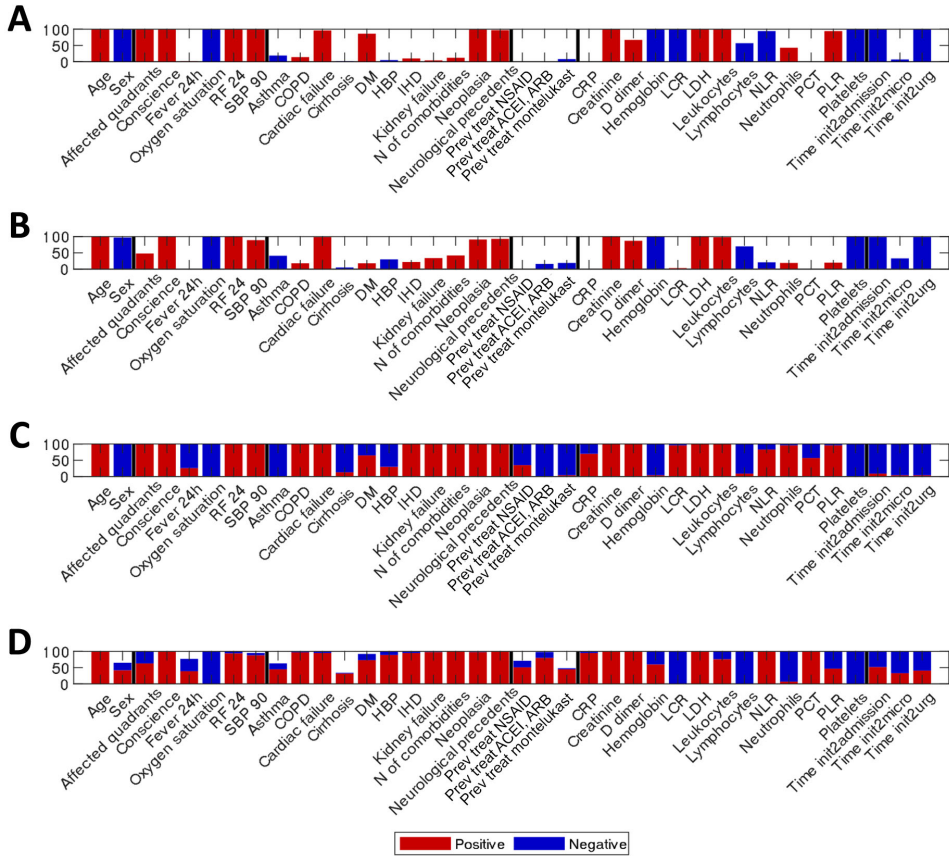 A
100
50
0
Age
Sex
Affected quadrants
Conscience
Fever 24h
Oxygen saturation
RF 24
SBP 90
Asthma
COPD
Cardiac failure
Cirrhosis
DM
HBP
IHD
Kidney failure
N of comorbidities
Neoplasia
Neurological precedents
Prev treat NSAID
Prev treat ACEI, ARB
Prev treat montelukast
CRP
Creatinine
D dimer
Hemoglobin
LCR
LDH
Leukocytes
Lymphocytes
NLR
Neutrophils
PCT
PLR
Platelets
Time init2admission
Time init2micro
Time init2urg
B
100
50
0
Age
Sex
Affected quadrants
Conscience
Fever 24h
Oxygen saturation
RF 24
SBP 90
Asthma
COPD
Cardiac failure
Cirrhosis
DM
HBP
IHD
Kidney failure
N of comorbidities
Neoplasia
Neurological precedents
Prev treat NSAID
Prev treat ACEI, ARB
Prev treat montelukast
CRP
Creatinine
D dimer
Hemoglobin
LCR
LDH
Leukocytes
Lymphocytes
NLR
Neutrophils
PCT
PLR
Platelets
Time init2admission
Time init2micro
Time init2urg
C
100
50
0
Age
Sex
Affected quadrants
Conscience
Fever 24h
Oxygen saturation
RF 24
SBP 90
Asthma
COPD
Cardiac failure
Cirrhosis
DM
HBP
IHD
Kidney failure
N of comorbidities
Neoplasia
Neurological precedents
Prev treat NSAID
Prev treat ACEI, ARB
Prev treat montelukast
CRP
Creatinine
D dimer
Hemoglobin
LCR
LDH
Leukocytes
Lymphocytes
NLR
Neutrophils
PCT
PLR
Platelets
Time init2admission
Time init2micro
Time init2urg
D
100
50
0
Age
Sex
Affected quadrants
Conscience
Fever 24h
Oxygen saturation
RF 24
SBP 90
Asthma
COPD
Cardiac failure
Cirrhosis
DM
HBP
IHD
Kidney failure
N of comorbidities
Neoplasia
Neurological precedents
Prev treat NSAID
Prev treat ACEI, ARB
Prev treat montelukast
CRP
Creatinine
D dimer
Hemoglobin
LCR
LDH
Leukocytes
Lymphocytes
NLR
Neutrophils
PCT
PLR
Platelets
Time init2admission
Time init2micro
Time init2urg
Positive
Negative